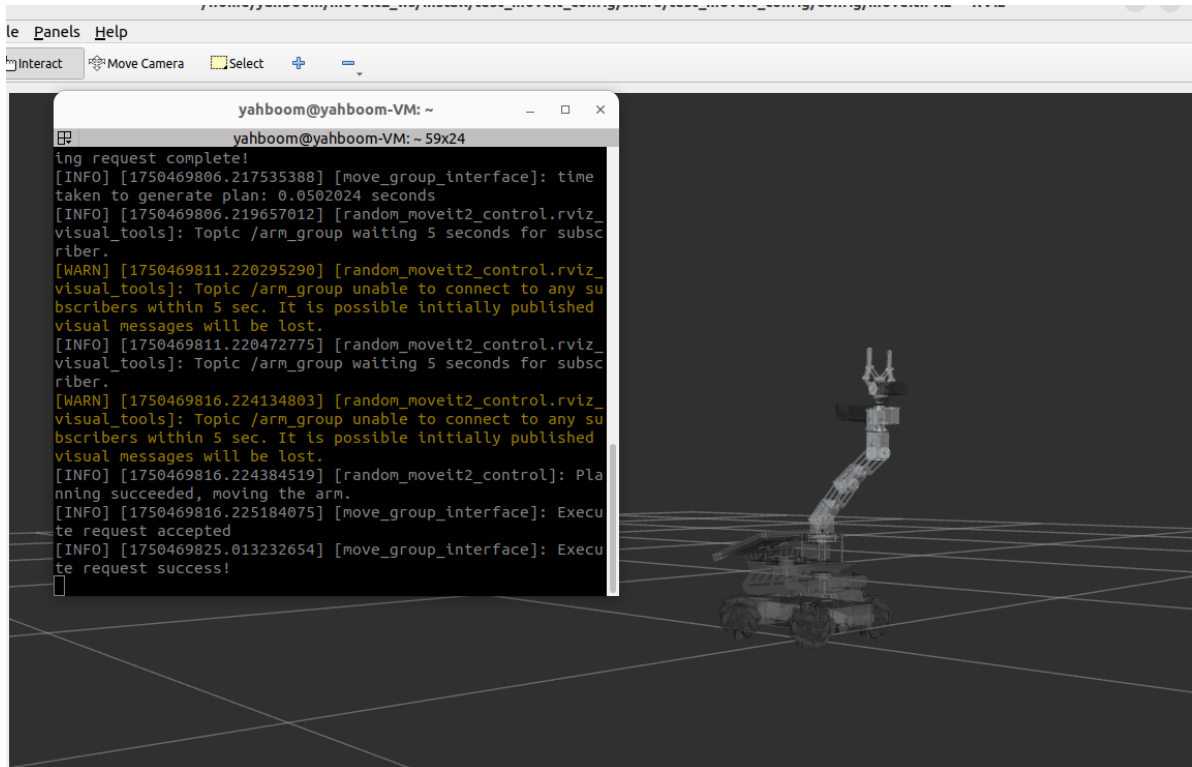 le Panels Help
Interact Move Camera Select
yahboom@yahboom-VM: ~
yahboom@yahboom-VM: ~ 59x24
ing request complete!
[INFO] [1750469806.217535388] [move_group_interface]: time
taken to generate plan: 0.0502024 seconds
[INFO] [1750469806.219657012] [random_moveit2_control.rviz_
visual_tools]: Topic /arm_group waiting 5 seconds for subsc
riber.
[WARN] [1750469811.220295290] [random_moveit2_control.rviz_
visual_tools]: Topic /arm_group unable to connect to any su
bscribers within 5 sec. It is possible initially published
visual messages will be lost.
[INFO] [1750469811.220472775] [random_moveit2_control.rviz_
visual_tools]: Topic /arm_group waiting 5 seconds for subsc
riber.
[WARN] [1750469816.224134803] [random_moveit2_control.rviz_
visual_tools]: Topic /arm_group unable to connect to any su
bscribers within 5 sec. It is possible initially published
visual messages will be lost.
[INFO] [1750469816.224384519] [random_moveit2_control]: Pla
nning succeeded, moving the arm.
[INFO] [1750469816.225184075] [move_group_interface]: Execu
te request accepted
[INFO] [1750469825.013232654] [move_group_interface]: Execu
te request success!